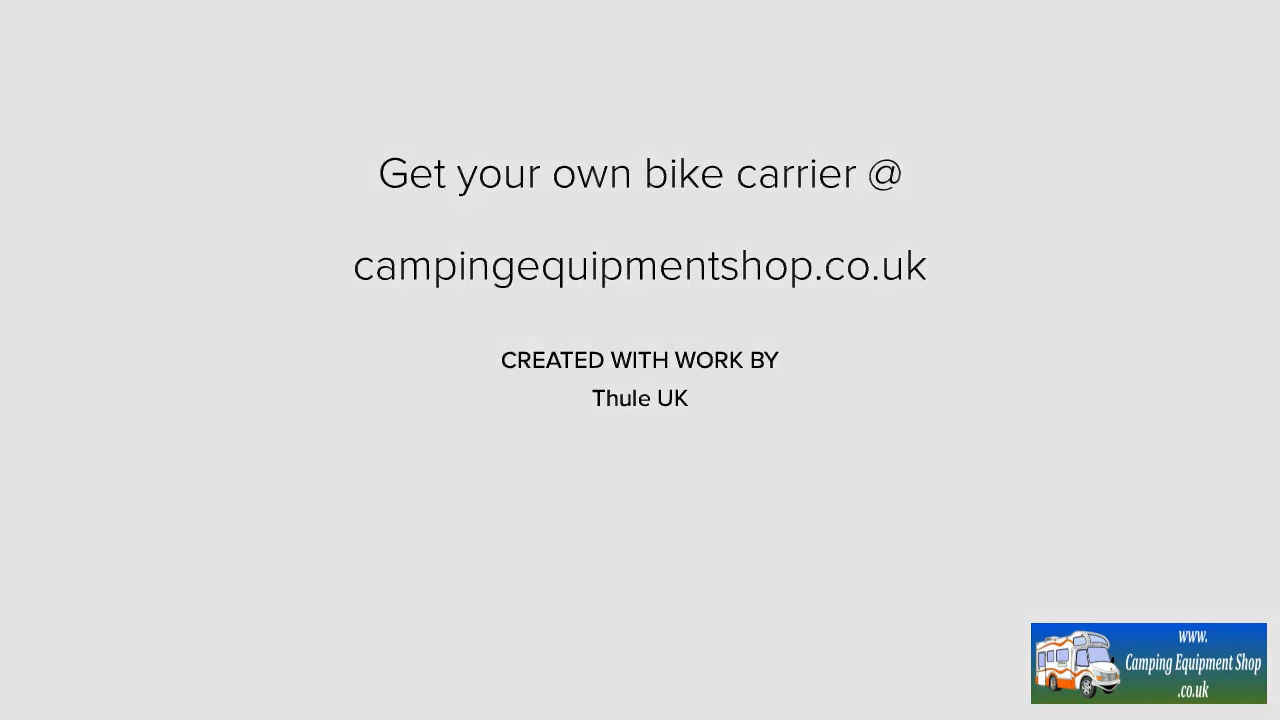 Get your own bike carrier @
campingequipmentshop.co.uk
CREATED WITH WORK BY
Thule UK
www.
Camping Equipment Shop
.co.uk